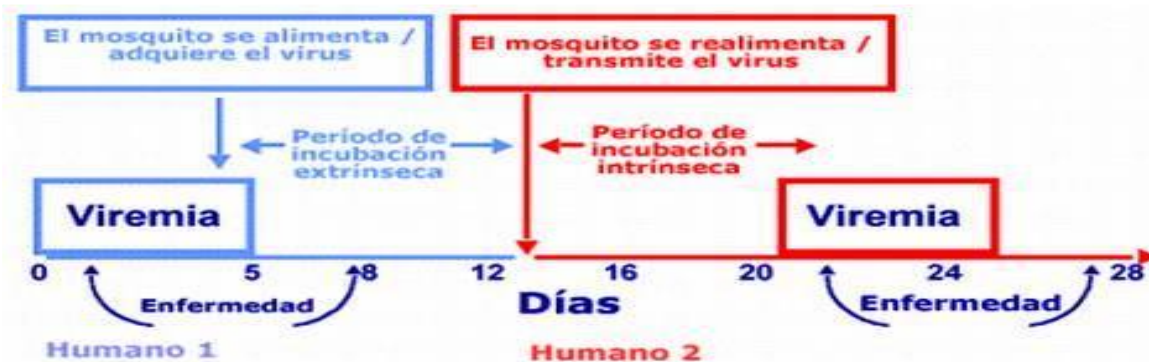 El mosquito se alimenta /
adquiere el virus
El mosquito se realimenta /
transmite el virus
Período de
incubación
extrínseca
Período de
incubación
intrínseca
Viremia
Viremia
0 5 8 12 16 20 24 28
Enfermedad
Días
Enfermedad
Humano 1
Humano 2